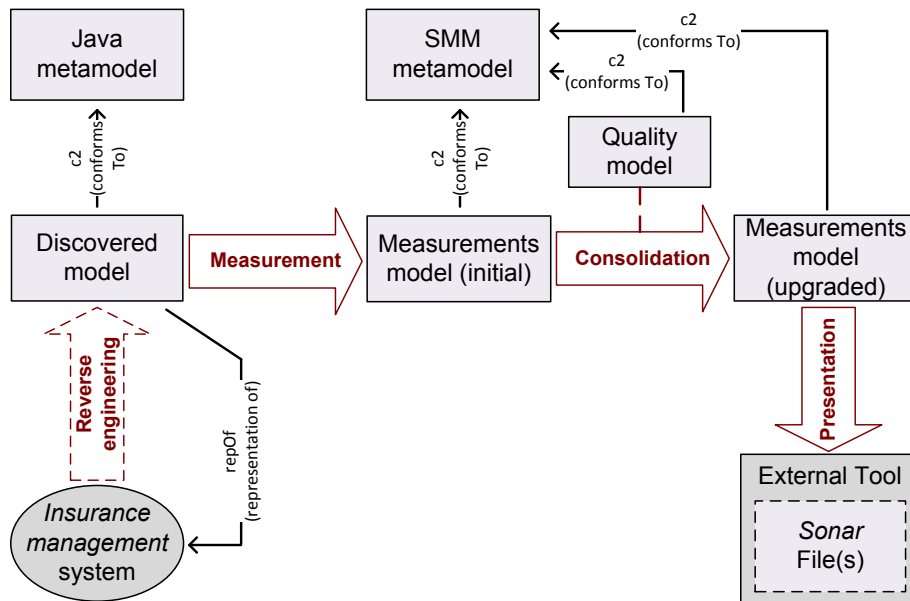 Java
metamodel
SMM
metamodel
c2
(conforms To)
c2
(conforms To)
c2
(conforms
To)
c2
(conforms
To)
Quality
model
Discovered
model
Measurement
Measurements
model (initial)
Consolidation
Measurements
model
(upgraded)
Reverse
engineering
repOf
(representation of)
Presentation
Insurance
management
system
External Tool
Sonar
File(s)